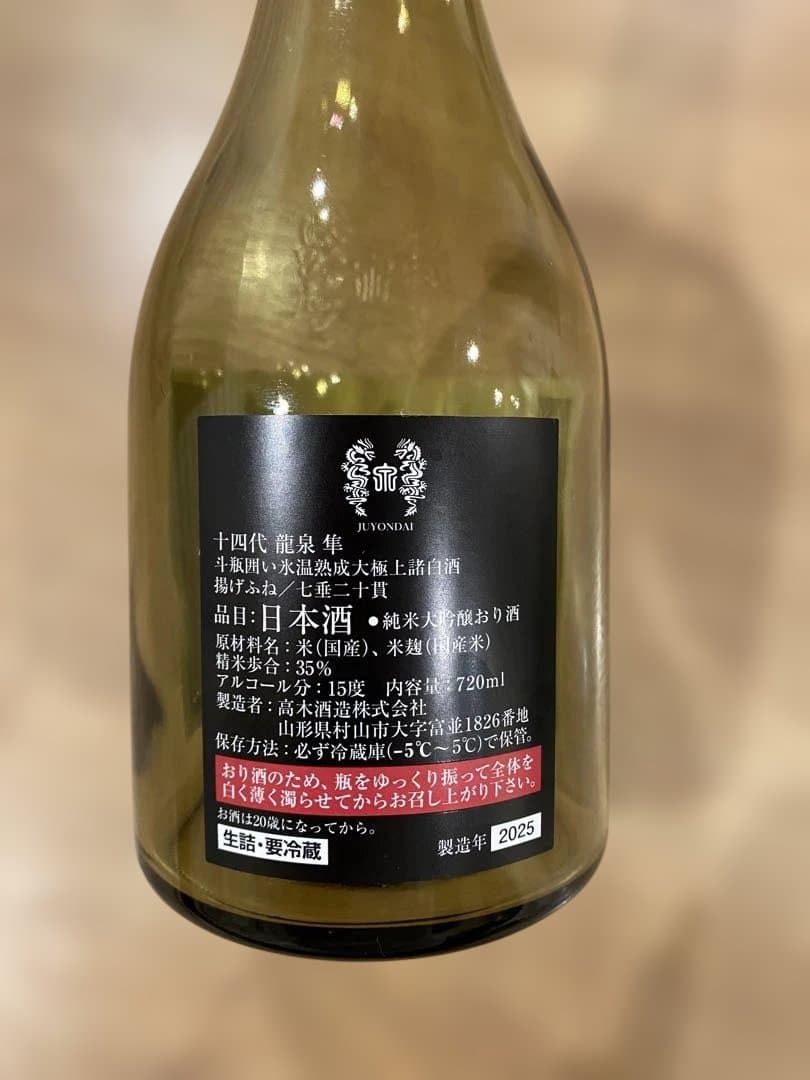 JUYONDAI
十四代 龍泉 隼
斗瓶囲い氷温熟成大極上諸白酒
揚げふね／七垂二十貫
品目：日本酒 ●純米大吟醸おり酒
原材料名：米（国産）、米麹（国産米）
精米歩合：35％
アルコール分：15度 内容量：720ml
製造者：高木酒造株式会社
山形県村山市大字富並1826番地
保存方法：必ず冷蔵庫（−5℃〜5℃）で保管。
おり酒のため、瓶をゆっくり振って全体を
白く薄く濁らせてからお召し上がり下さい。
お酒は20歳になってから。
生詰・要冷蔵
製造年 2025